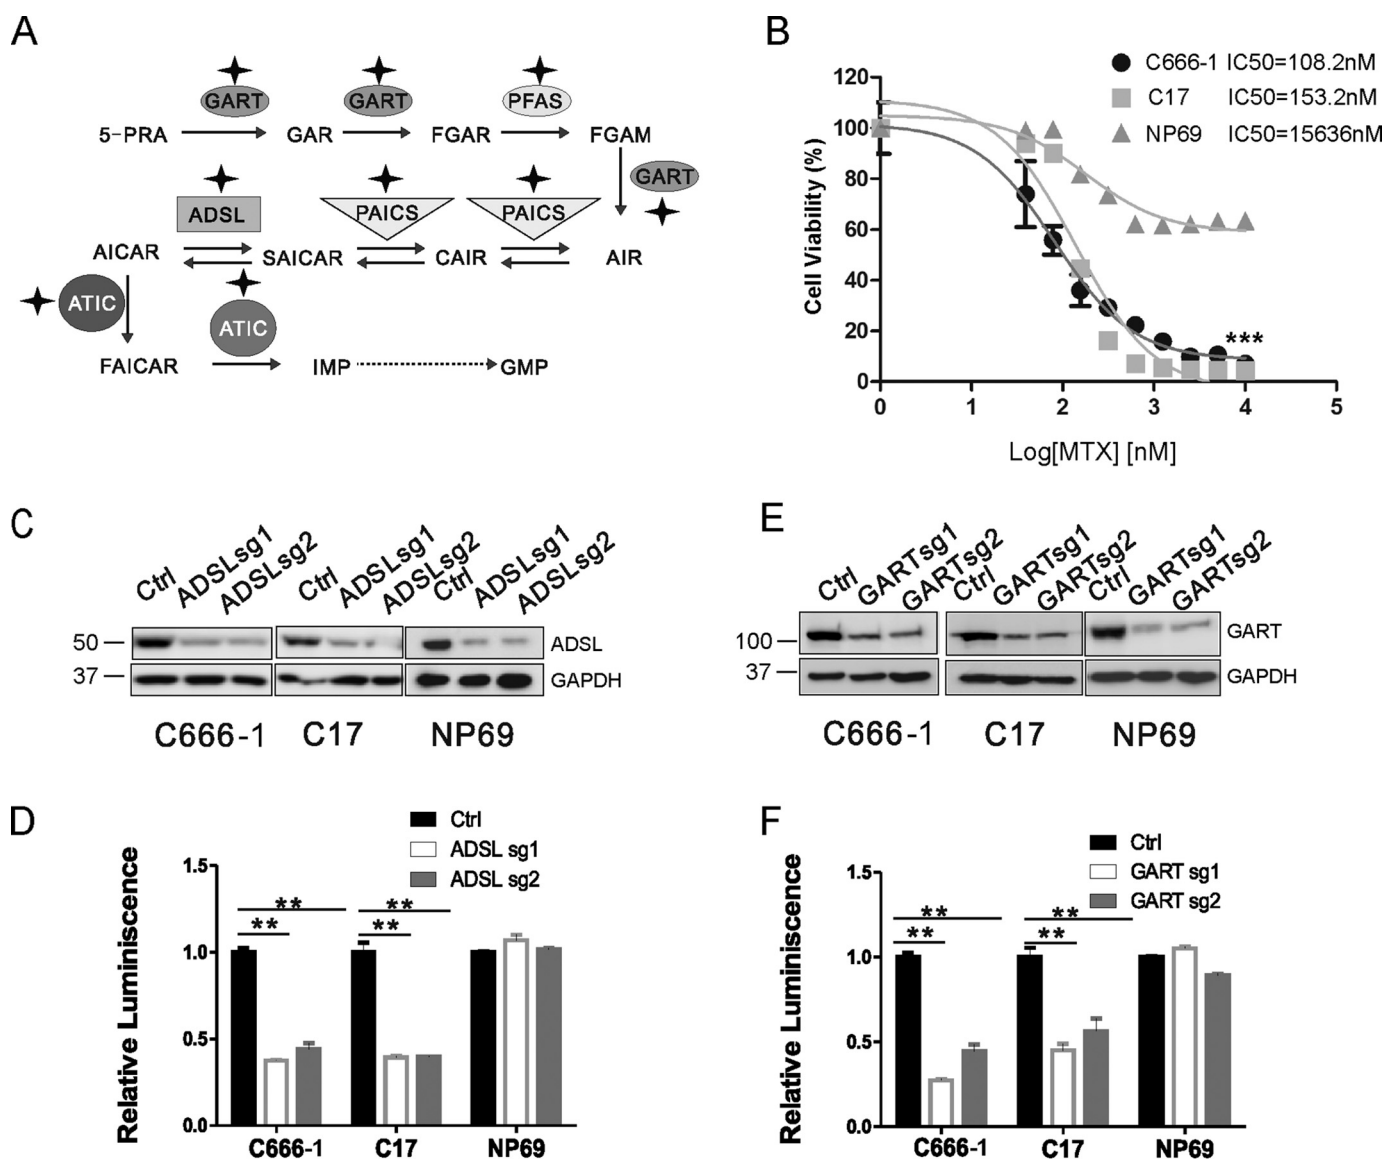 A
GART GART PFAS
5-PRA GAR FGAR FGAM
GART
ADSL PAICS PAICS
AICAR SAICAR CAIR AIR
ATIC ATIC
FAICAR IMP GMP
B
C666-1 IC50=108.2nM
C17 IC50=153.2nM
NP69 IC50=15636nM
Cell Viability (%)
120
100
80
60
40
20
0
***
0 1 2 3 4 5
Log[MTX] [nM]
C
Ctrl ADSLsg1 ADSLsg2 Ctrl ADSLsg1 ADSLsg2 Ctrl ADSLsg1 ADSLsg2
50 ADSL
37 GAPDH
C666-1 C17 NP69
E
Ctrl GARTsg1 GARTsg2 Ctrl GARTsg1 GARTsg2 Ctrl GARTsg1 GARTsg2
100 GART
37 GAPDH
C666-1 C17 NP69
D
Ctrl
ADSL sg1
ADSL sg2
Relative Luminiscence
1.5
1.0
0.5
0.0
** **
** **
C666-1 C17 NP69
F
Ctrl
GART sg1
GART sg2
Relative Luminiscence
1.5
1.0
0.5
0.0
** **
** **
C666-1 C17 NP69